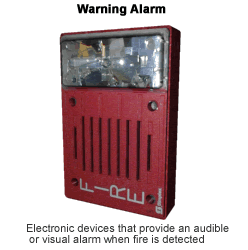 Warning Alarm
FIRE
Electronic devices that provide an audible
or visual alarm when fire is detected